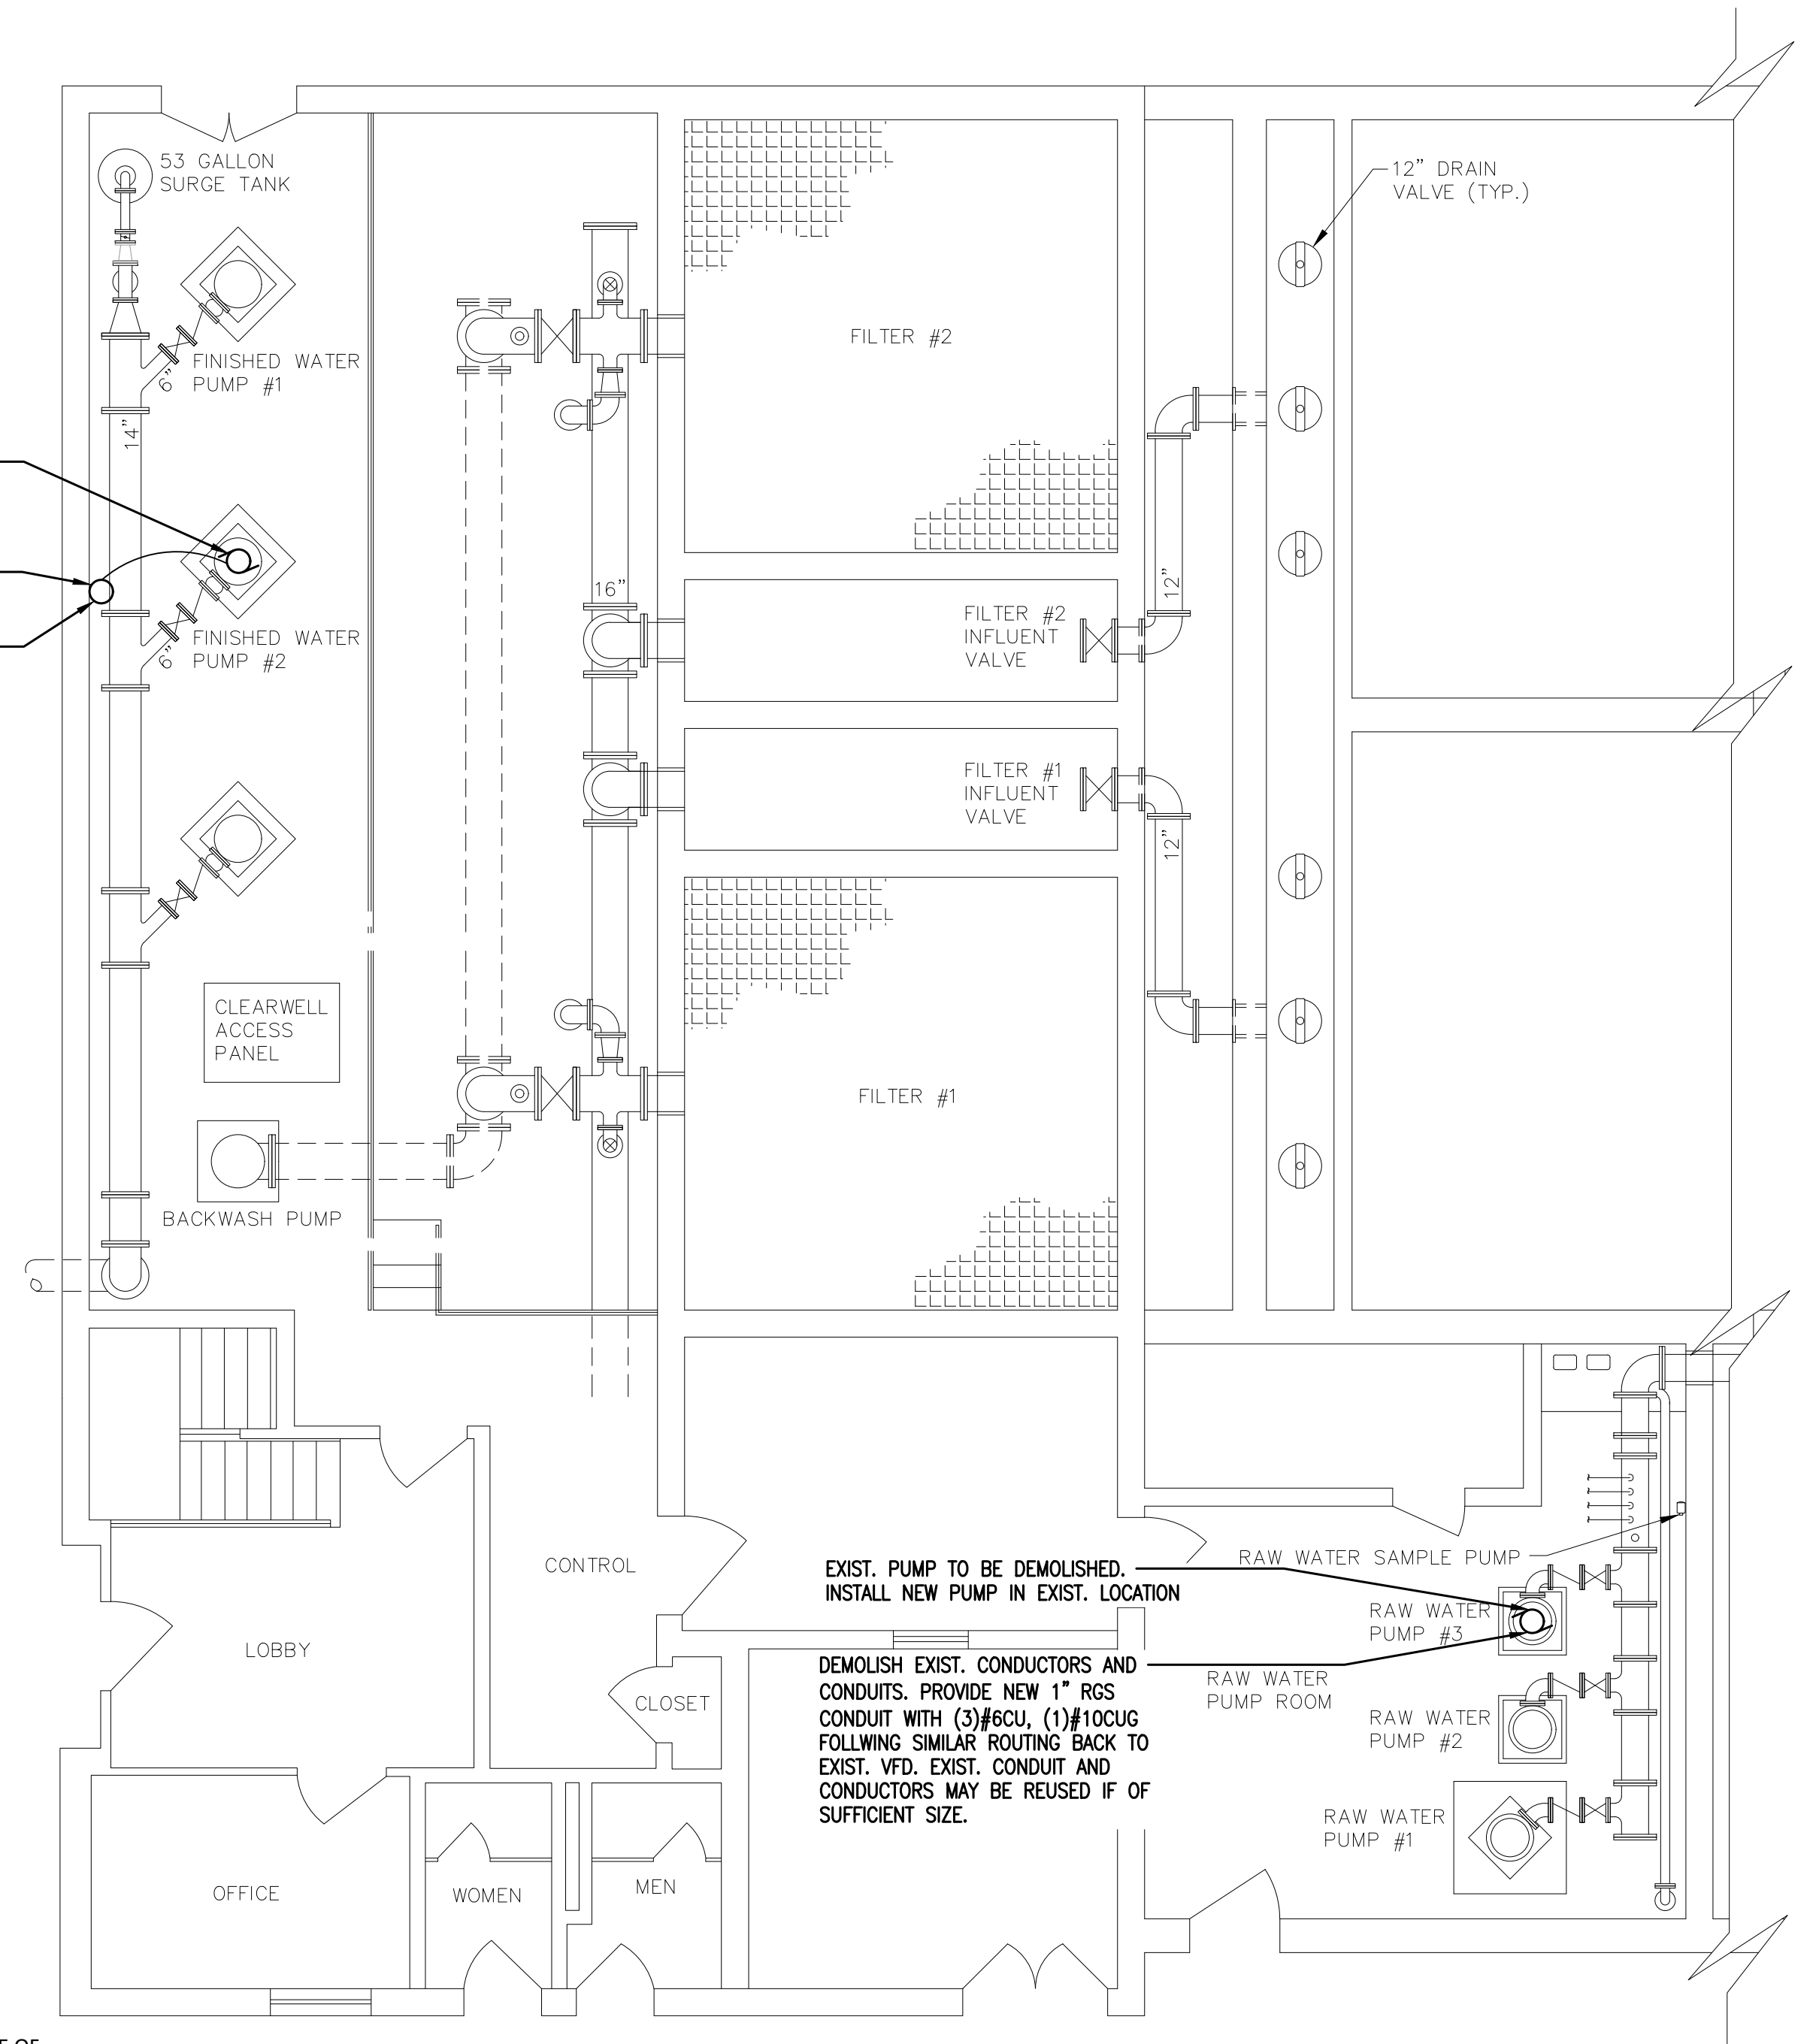 53 GALLON
SURGE TANK
12" DRAIN
VALVE (TYP.)
FINISHED WATER
PUMP #1
6"
14"
FILTER #2
16"
12"
FILTER #2
INFLUENT
VALVE
FINISHED WATER
PUMP #2
6"
FILTER #1
INFLUENT
VALVE
12"
CLEARWELL
ACCESS
PANEL
FILTER #1
BACKWASH PUMP
CONTROL
EXIST. PUMP TO BE DEMOLISHED.
INSTALL NEW PUMP IN EXIST. LOCATION
RAW WATER SAMPLE PUMP
RAW WATER
PUMP #3
LOBBY
CLOSET
DEMOLISH EXIST. CONDUCTORS AND
CONDUITS. PROVIDE NEW 1" RGS
CONDUIT WITH (3)#6CU, (1)#10CUG
FOLLWING SIMILAR ROUTING BACK TO
EXIST. VFD. EXIST. CONDUIT AND
CONDUCTORS MAY BE REUSED IF OF
SUFFICIENT SIZE.
RAW WATER
PUMP ROOM
RAW WATER
PUMP #2
RAW WATER
PUMP #1
OFFICE
WOMEN
MEN